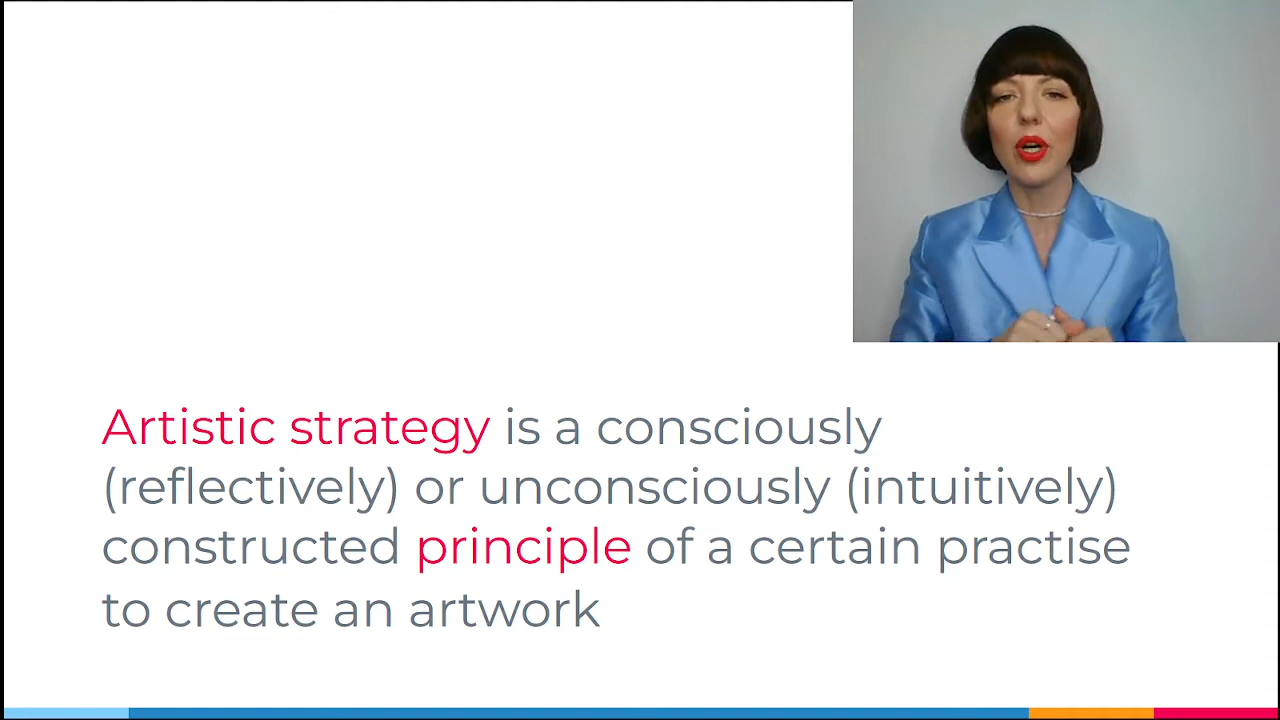 Artistic strategy is a consciously
(reflectively) or unconsciously (intuitively)
constructed principle of a certain practise
to create an artwork